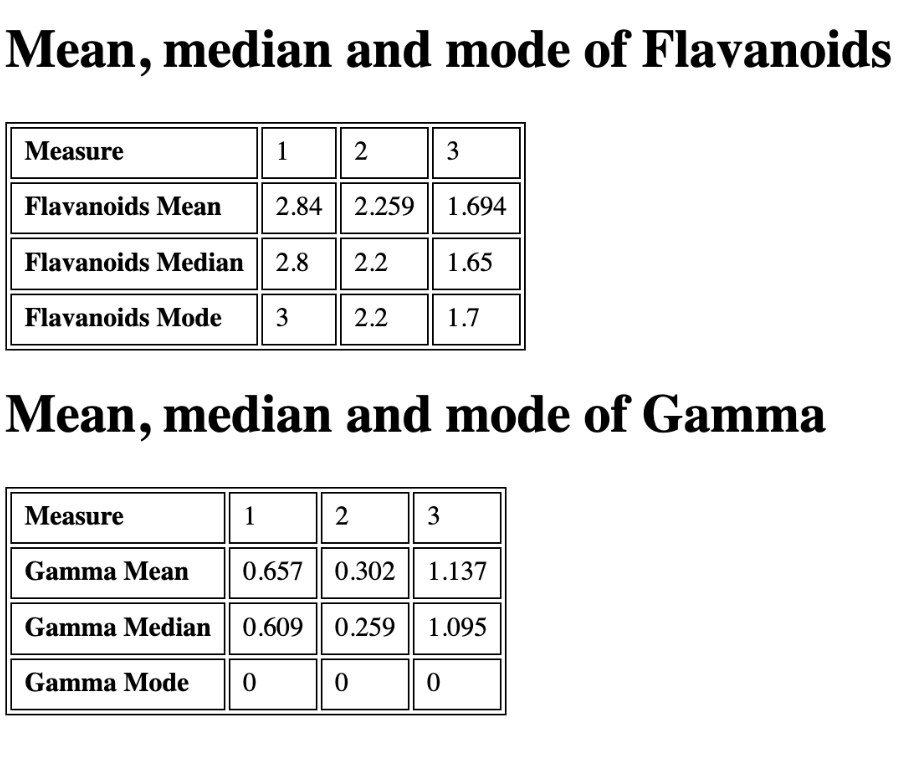 Mean, median and mode of Flavanoids
Measure 1 2 3
Flavanoids Mean 2.84 2.259 1.694
Flavanoids Median 2.8 2.2 1.65
Flavanoids Mode 3 2.2 1.7
Mean, median and mode of Gamma
Measure 1 2 3
Gamma Mean 0.657 0.302 1.137
Gamma Median 0.609 0.259 1.095
Gamma Mode 0 0 0